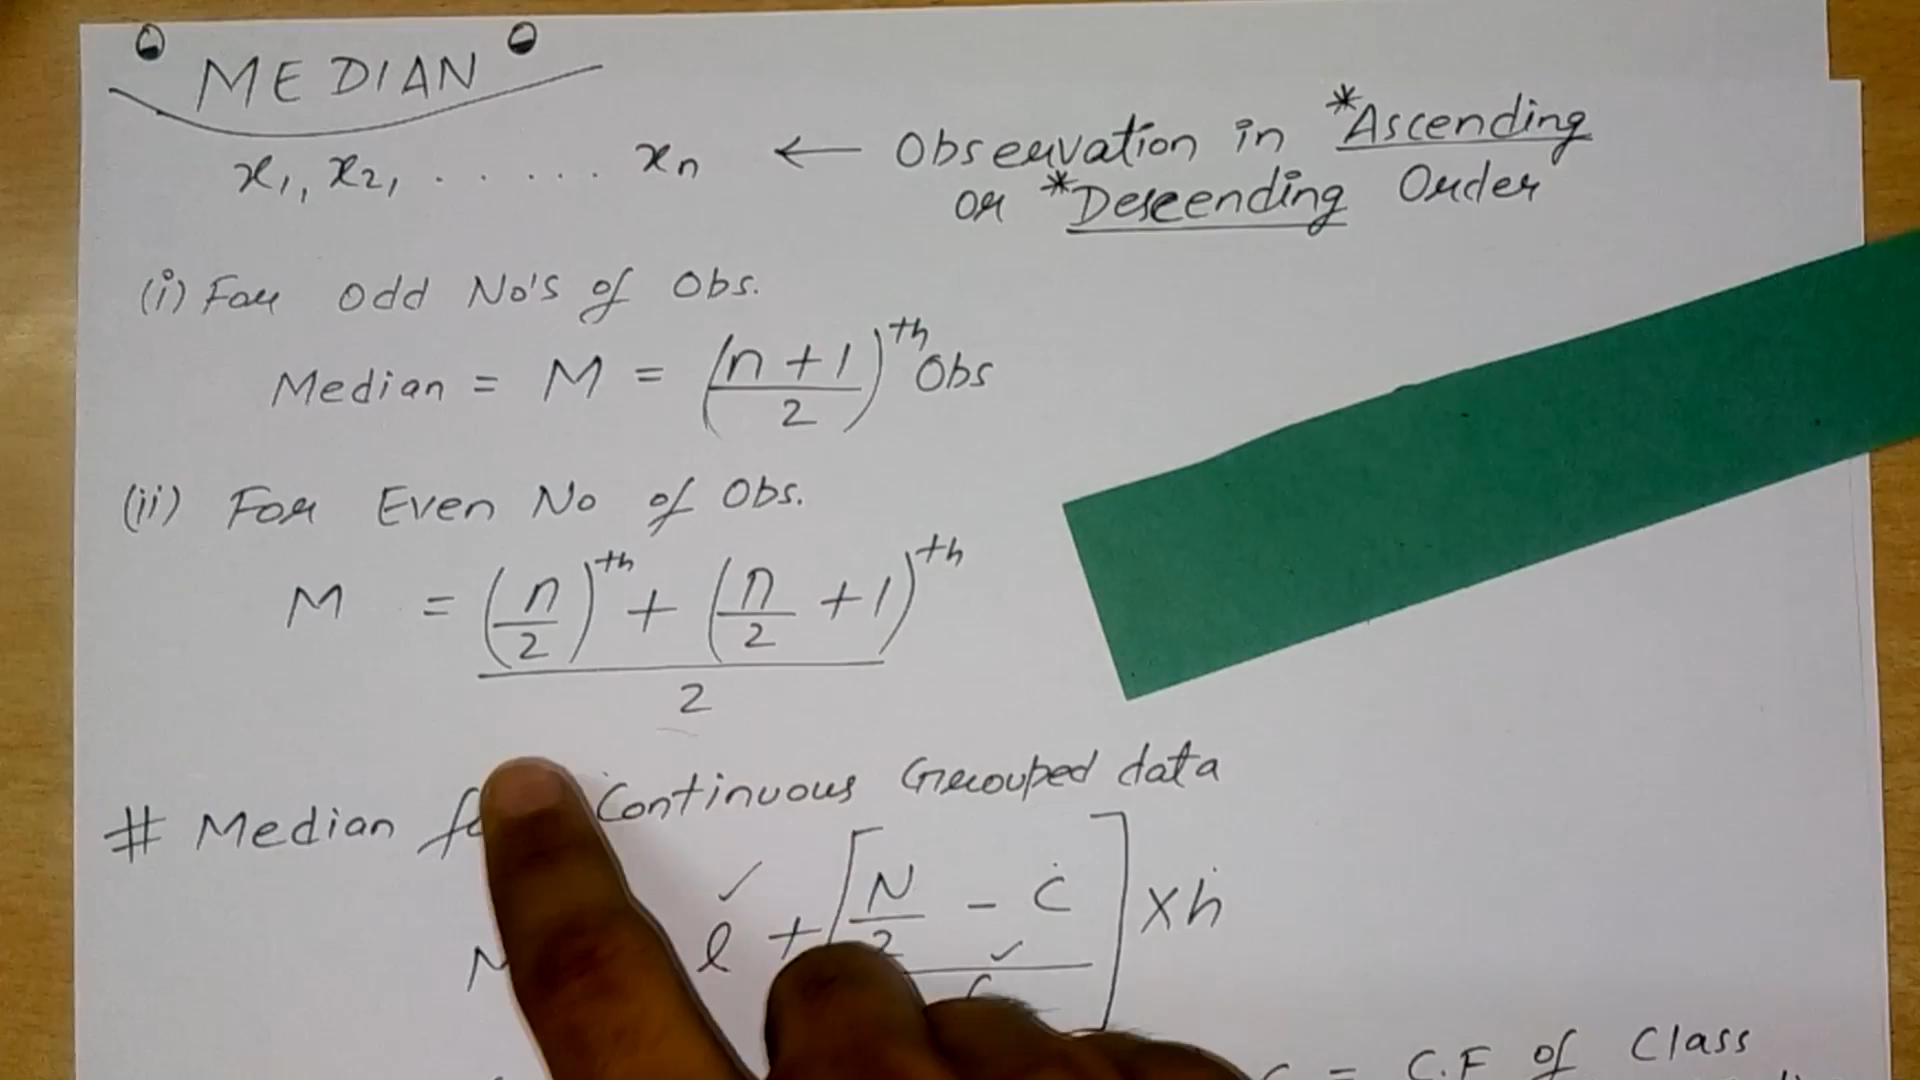 MEDIAN
x1, x2, . . . . . . xn ← Observation in *Ascending
or *Descending Order
(i) For odd No's of Obs.
Median = M = (n+1/2)^th Obs
(ii) For Even No of Obs.
M = (n/2)^th + (n/2 + 1)^th
2
# Median Continuous Grouped data
l + [N/2 - C] x h
C = C.F of Class